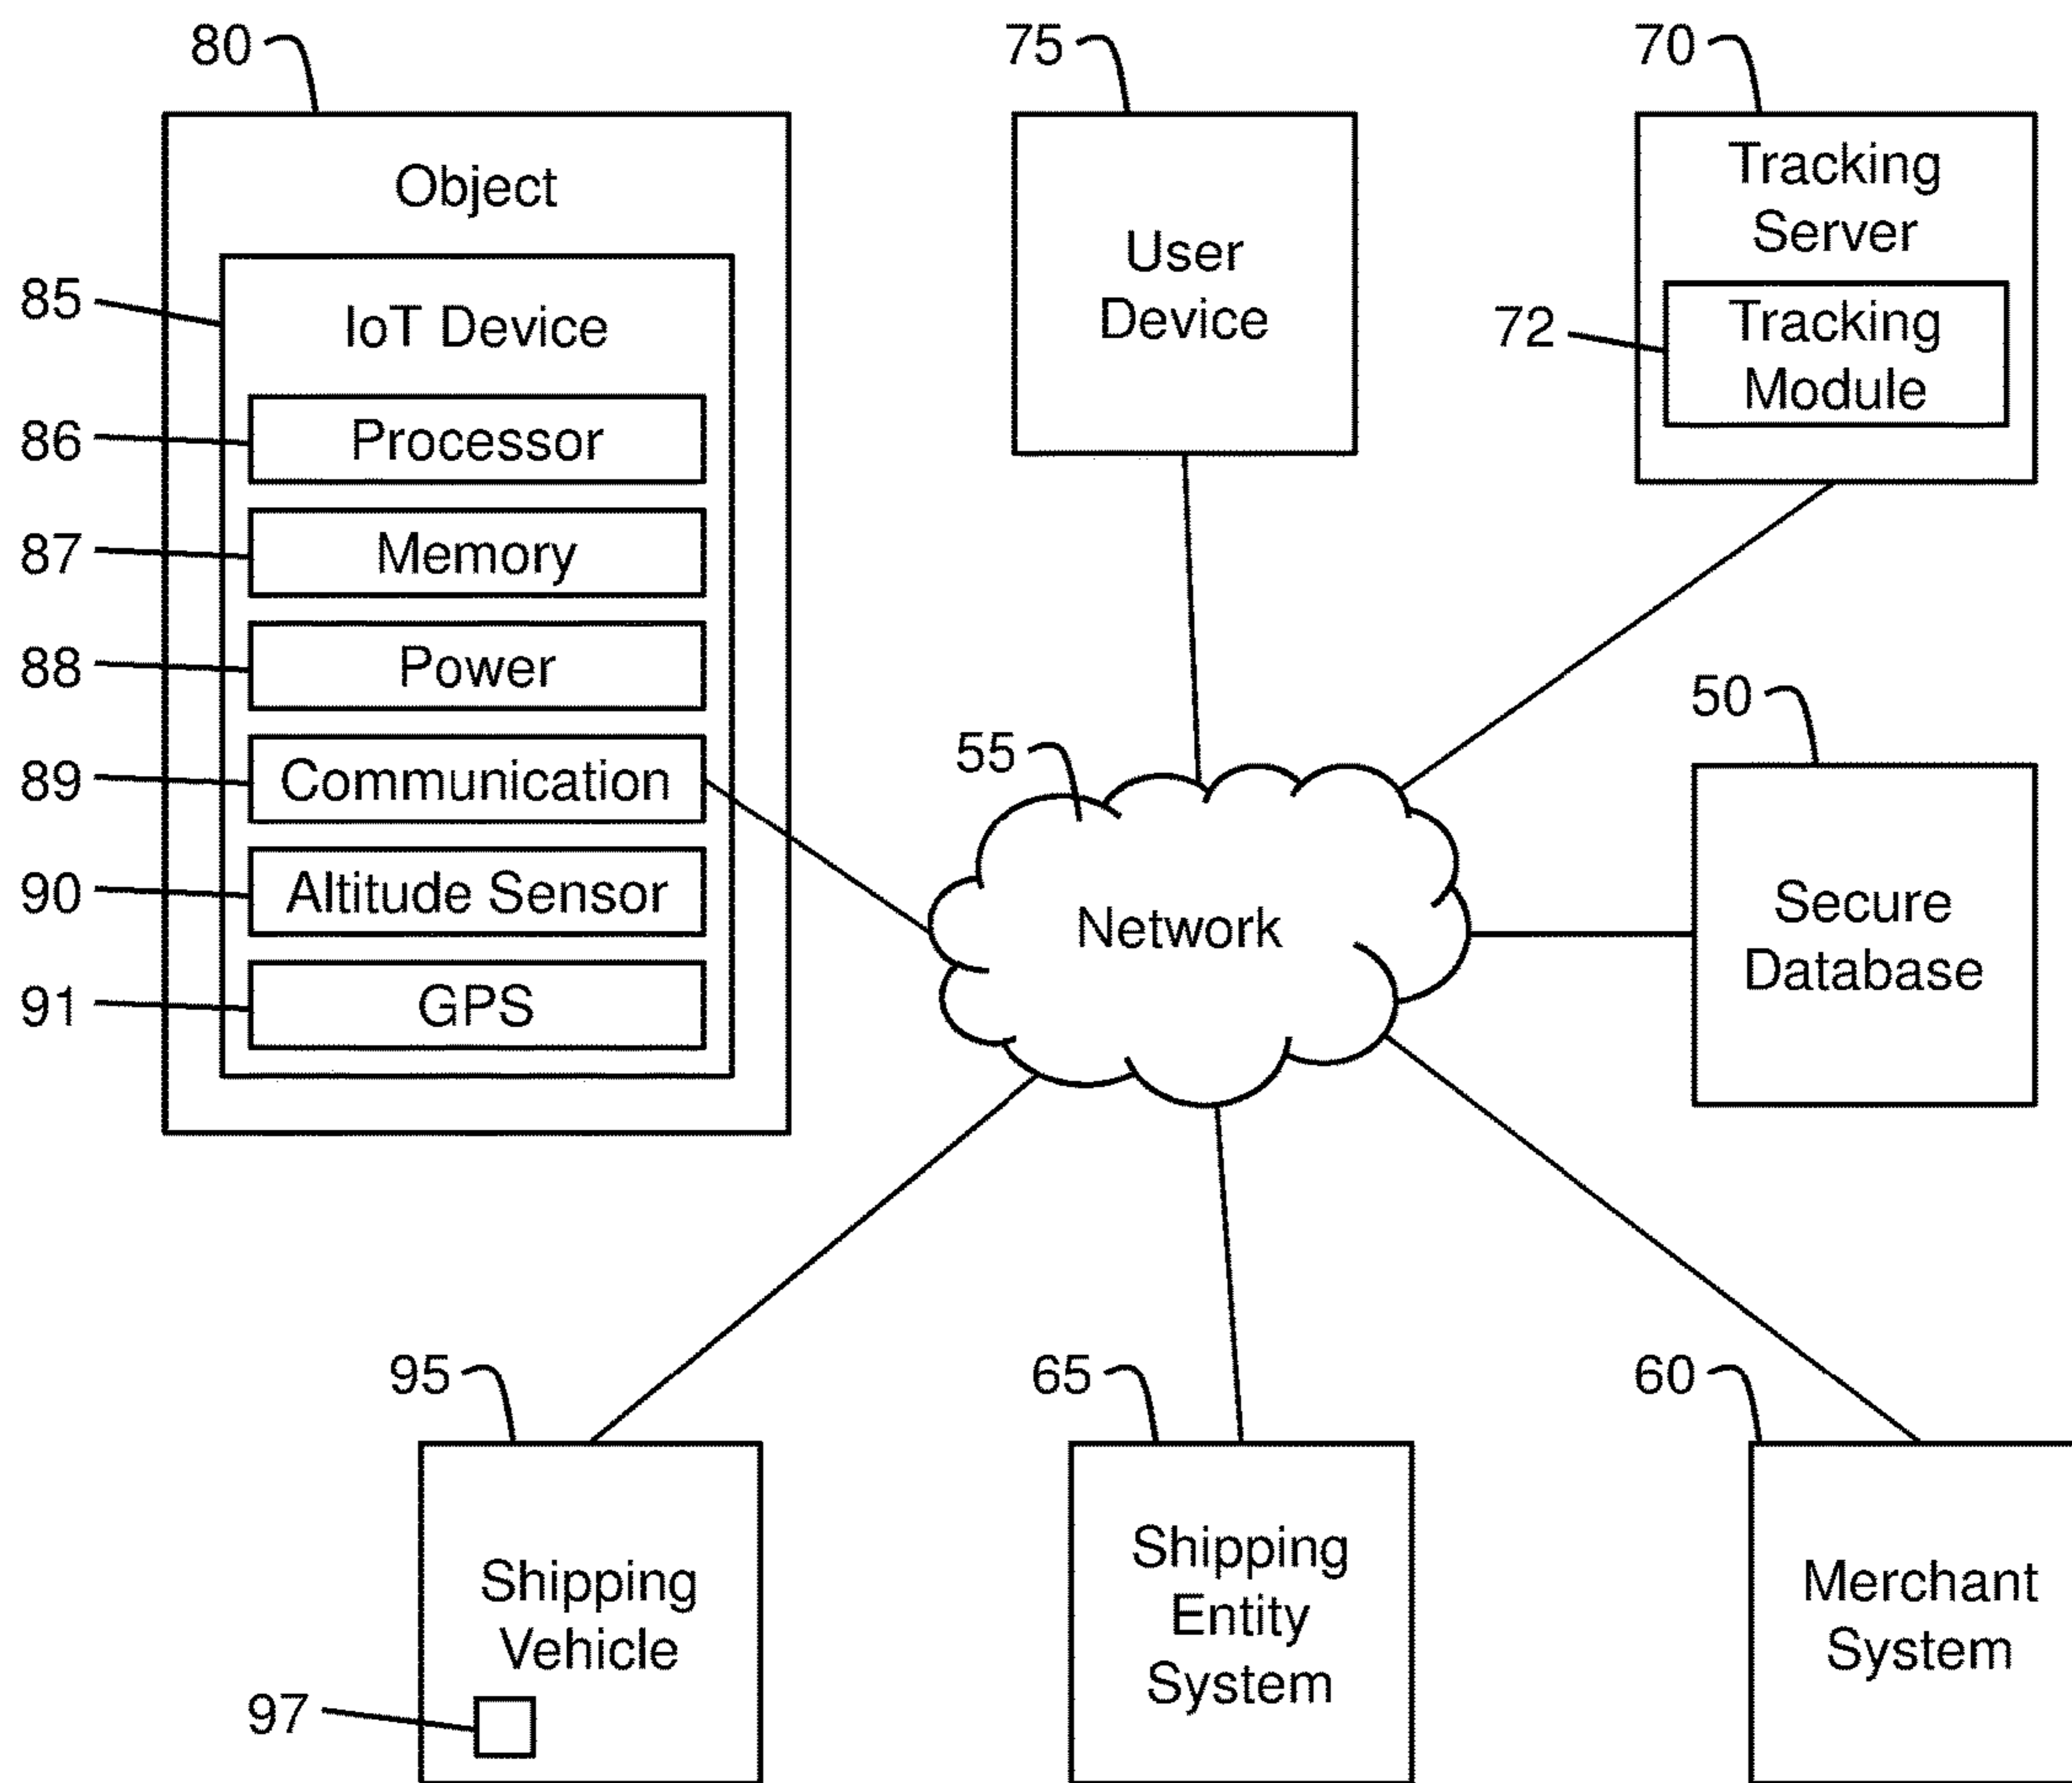 80
75
70
Object
User
Device
Tracking
Server
72
Tracking
Module
85
IoT Device
86
Processor
87
Memory
88
Power
89
Communication
90
Altitude Sensor
91
GPS
55
Network
50
Secure
Database
95
Shipping
Vehicle
97
65
Shipping
Entity
System
60
Merchant
System